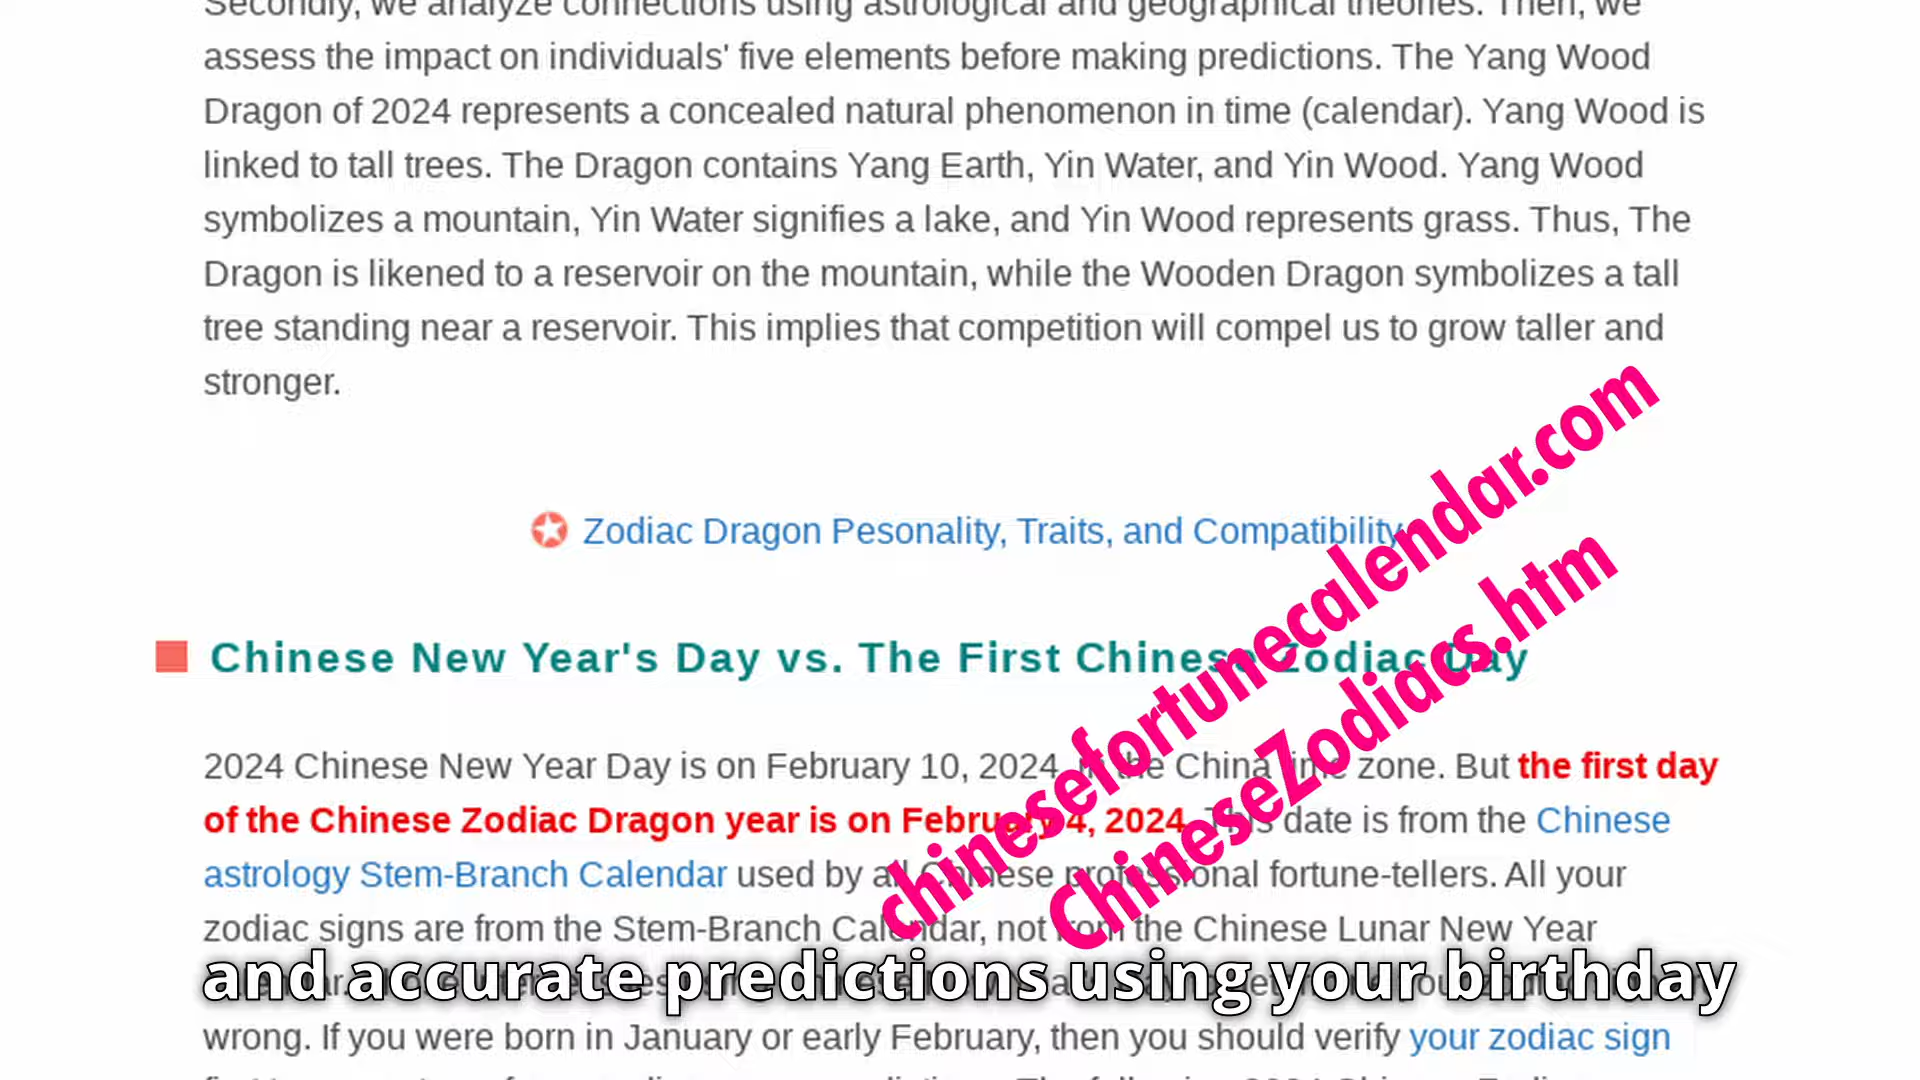 Secondly, we analyze connections using astrological and geographical theories. Then, we
assess the impact on individuals' five elements before making predictions. The Yang Wood
Dragon of 2024 represents a concealed natural phenomenon in time (calendar). Yang Wood is
linked to tall trees. The Dragon contains Yang Earth, Yin Water, and Yin Wood. Yang Wood
symbolizes a mountain, Yin Water signifies a lake, and Yin Wood represents grass. Thus, The
Dragon is likened to a reservoir on the mountain, while the Wooden Dragon symbolizes a tall
tree standing near a reservoir. This implies that competition will compel us to grow taller and
stronger.
Zodiac Dragon Pesonality, Traits, and Compatibility
Chinese New Year's Day vs. The First Chinese Zodiac Day
2024 Chinese New Year Day is on February 10, 2024, in the China time zone. But the first day
of the Chinese Zodiac Dragon year is on February 4, 2024. This date is from the Chinese
astrology Stem-Branch Calendar used by all Chinese professional fortune-tellers. All your
zodiac signs are from the Stem-Branch Calendar, not from the Chinese Lunar New Year
wrong. If you were born in January or early February, then you should verify your zodiac sign
chinesefortunecalendar.com
ChineseZodiacs.htm
and accurate predictions using your birthday